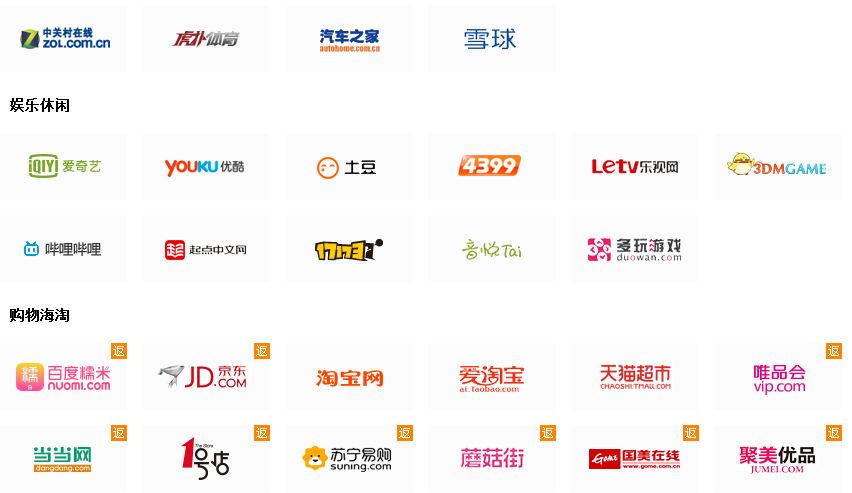 中关村在线
ZOL.COM.CN
虎扑体育
汽车之家
autohome.com.cn
雪球
娱乐休闲
QIY 爱奇艺
YOUKU 优酷
土豆
4399
Letv乐视网
3DMGAME
哔哩哔哩
起 起点中文网
17173
音悦Tai
多玩游戏
duowan.com
购物海淘
返
糯 百度糯米
nuomi.com
返
JD 京东
.COM
淘宝网
爱淘宝
ai.taobao.com
天猫超市
CHAOSHI.TMALL.COM
返
唯品会
vip.com
返
当当网
dangdang.com
返
The Store
1号店
返
苏宁易购
suning.com
返
蘑菇街
返
Gome 国美在线
www.gome.com.cn
返
聚美优品
JUMEI.COM